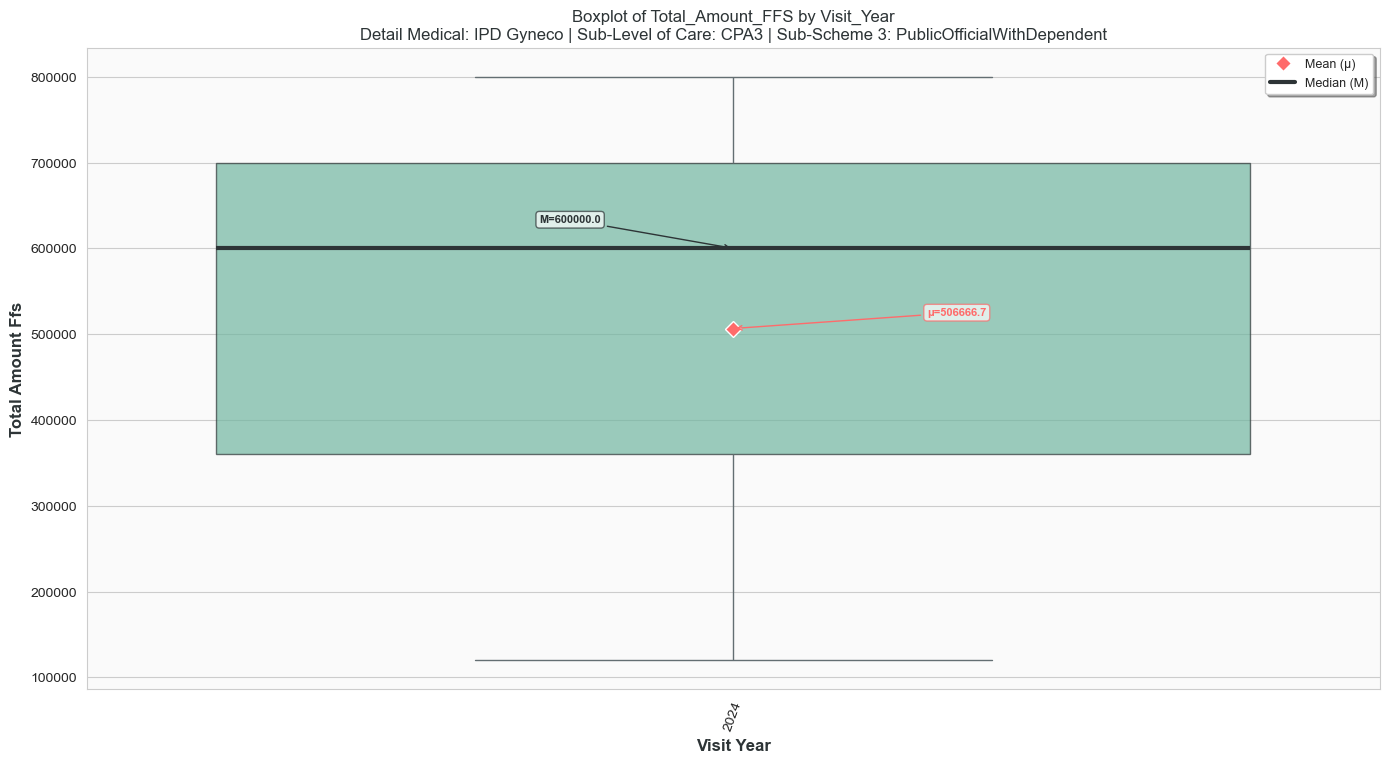 Boxplot of Total_Amount_FFS by Visit_Year
Detail Medical: IPD Gyneco | Sub-Level of Care: CPA3 | Sub-Scheme 3: PublicOfficialWithDependent
Mean (μ)
Median (M)
Total Amount Ffs
800000
700000
600000
500000
400000
300000
200000
100000
M=600000.0
μ=506666.7
2024
Visit Year